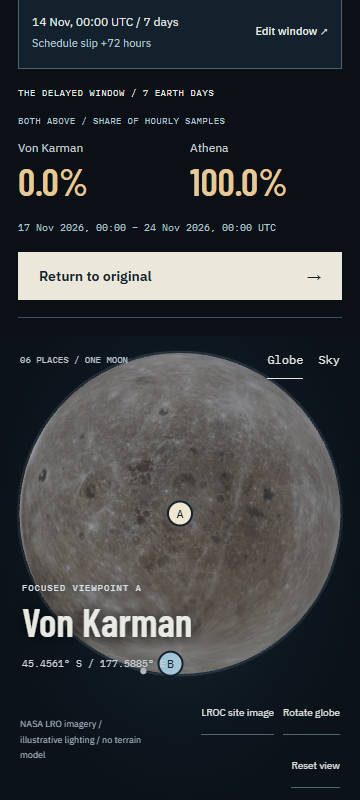 14 Nov, 00:00 UTC / 7 days
Schedule slip +72 hours
Edit window ↗
THE DELAYED WINDOW / 7 EARTH DAYS
BOTH ABOVE / SHARE OF HOURLY SAMPLES
Von Karman
Athena
0.0%
100.0%
17 Nov 2026, 00:00 – 24 Nov 2026, 00:00 UTC
Return to original →
06 PLACES / ONE MOON
Globe Sky
A
FOCUSED VIEWPOINT A
Von Karman
45.4561° S / 177.5885°
B
NASA LRO imagery /
illustrative lighting / no terrain
model
LROC site image
Rotate globe
Reset view